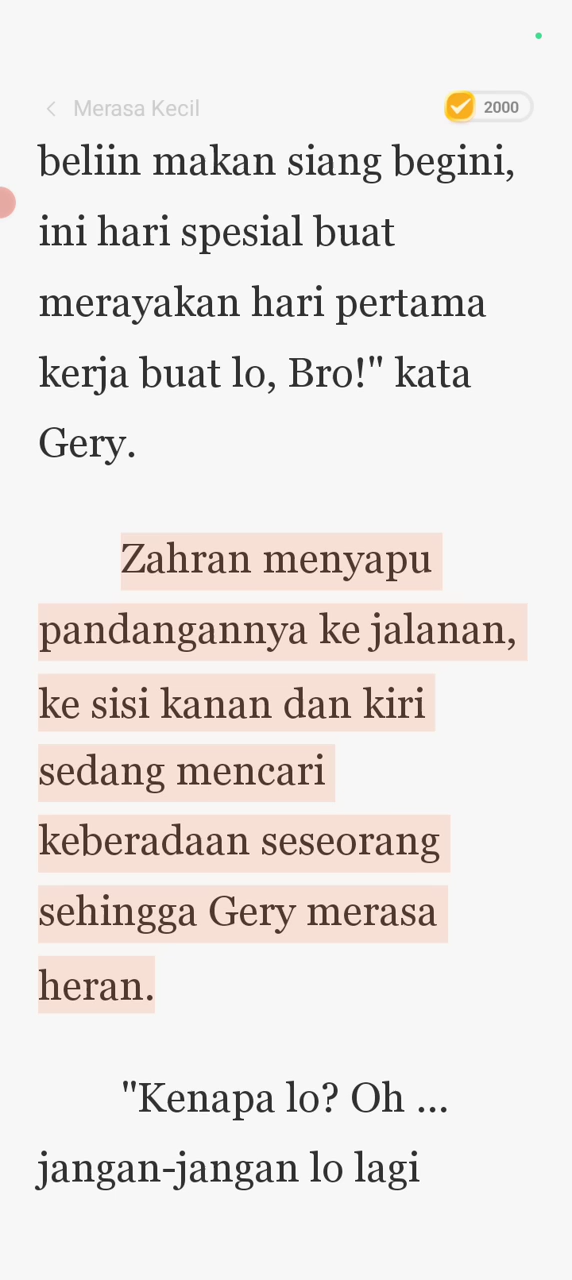 Merasa Kecil
2000
beliin makan siang begini,
ini hari spesial buat
merayakan hari pertama
kerja buat lo, Bro!" kata
Gery.
Zahran menyapu
pandangannya ke jalanan,
ke sisi kanan dan kiri
sedang mencari
keberadaan seseorang
sehingga Gery merasa
heran.
"Kenapa lo? Oh ...
jangan-jangan lo lagi